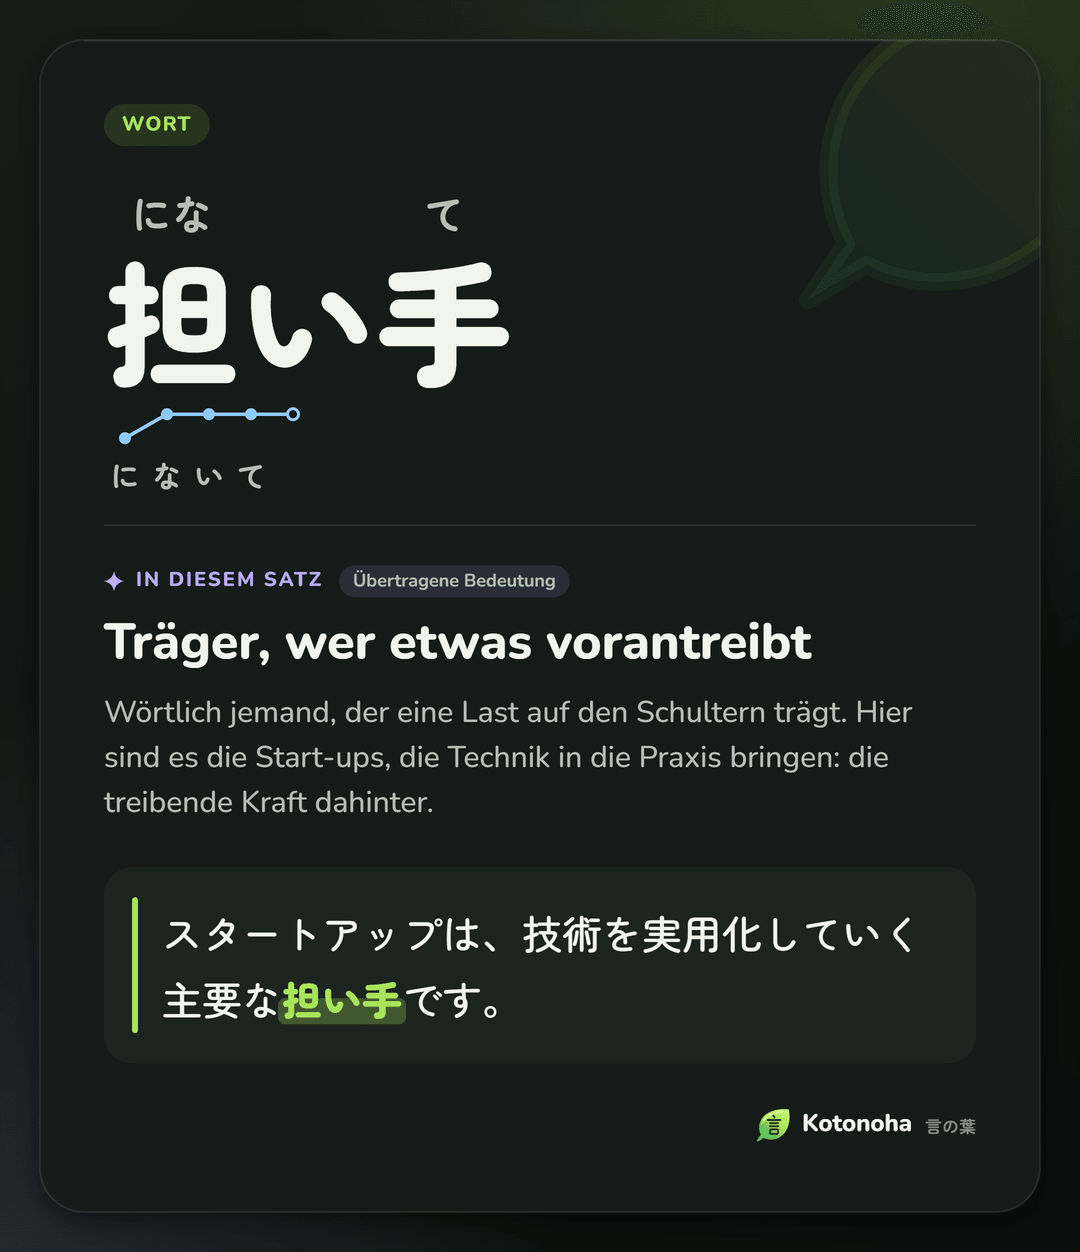 WORT
にな て
担い手
にないて
IN DIESEM SATZ Übertragene Bedeutung
Träger, wer etwas vorantreibt
Wörtlich jemand, der eine Last auf den Schultern trägt. Hier
sind es die Start-ups, die Technik in die Praxis bringen: die
treibende Kraft dahinter.
スタートアップは、技術を実用化していく
主要な担い手です。
言 Kotonoha 言の葉